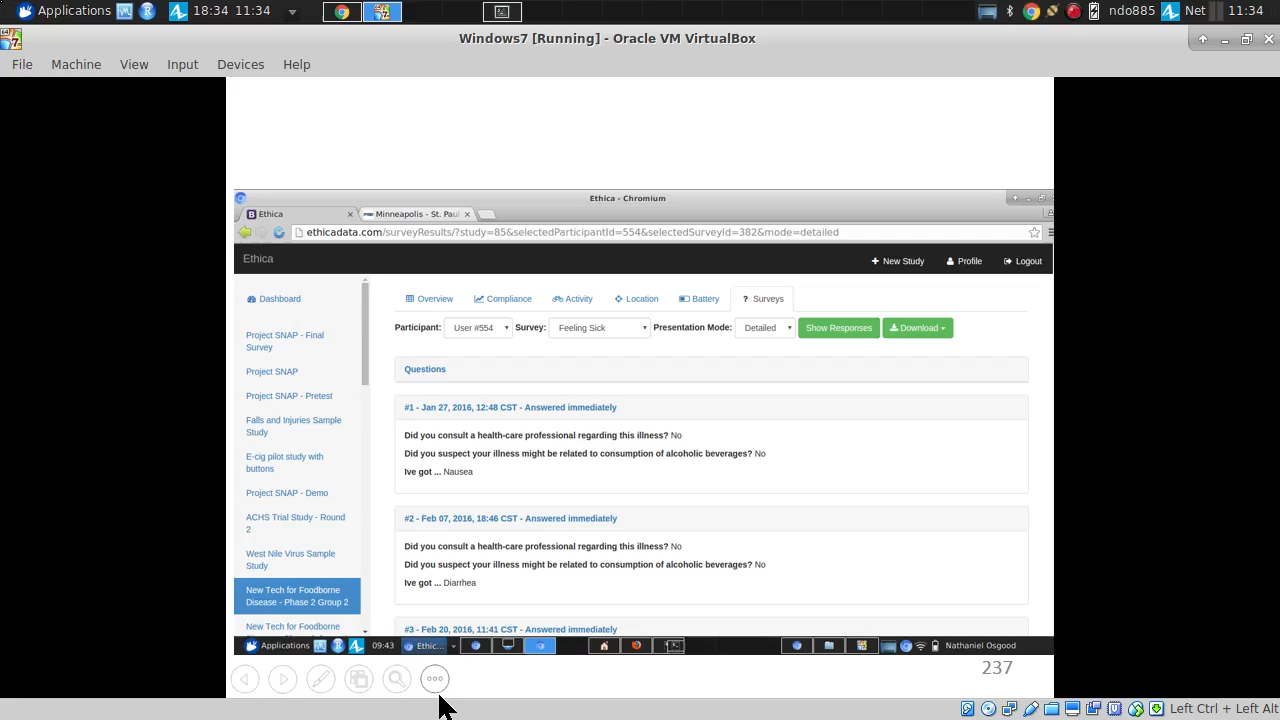 Applications
ndo885
Net
11:34
Windows7 [Running] - Oracle VM VirtualBox
File Machine View Input Devices Help
Ethica - Chromium
Ethica
Minneapolis - St. Paul
ethicadata.com/surveyResults/?study=85&selectedParticipantId=554&selectedSurveyId=382&mode=detailed
Ethica
New Study Profile Logout
Dashboard
Overview Compliance Activity Location Battery ? Surveys
Participant: User #554 Survey: Feeling Sick Presentation Mode: Detailed Show Responses Download
Project SNAP - Final
Survey
Project SNAP
Project SNAP - Pretest
Falls and Injuries Sample
Study
E-cig pilot study with
buttons
Project SNAP - Demo
ACHS Trial Study - Round
2
West Nile Virus Sample
Study
New Tech for Foodborne
Disease - Phase 2 Group 2
New Tech for Foodborne
Questions
#1 - Jan 27, 2016, 12:48 CST - Answered immediately
Did you consult a health-care professional regarding this illness? No
Did you suspect your illness might be related to consumption of alcoholic beverages? No
Ive got ... Nausea
#2 - Feb 07, 2016, 18:46 CST - Answered immediately
Did you consult a health-care professional regarding this illness? No
Did you suspect your illness might be related to consumption of alcoholic beverages? No
Ive got ... Diarrhea
#3 - Feb 20, 2016, 11:41 CST - Answered immediately
Applications 09:43 Ethic... Nathaniel Osgood
237
Left Ctrl + Left Alt